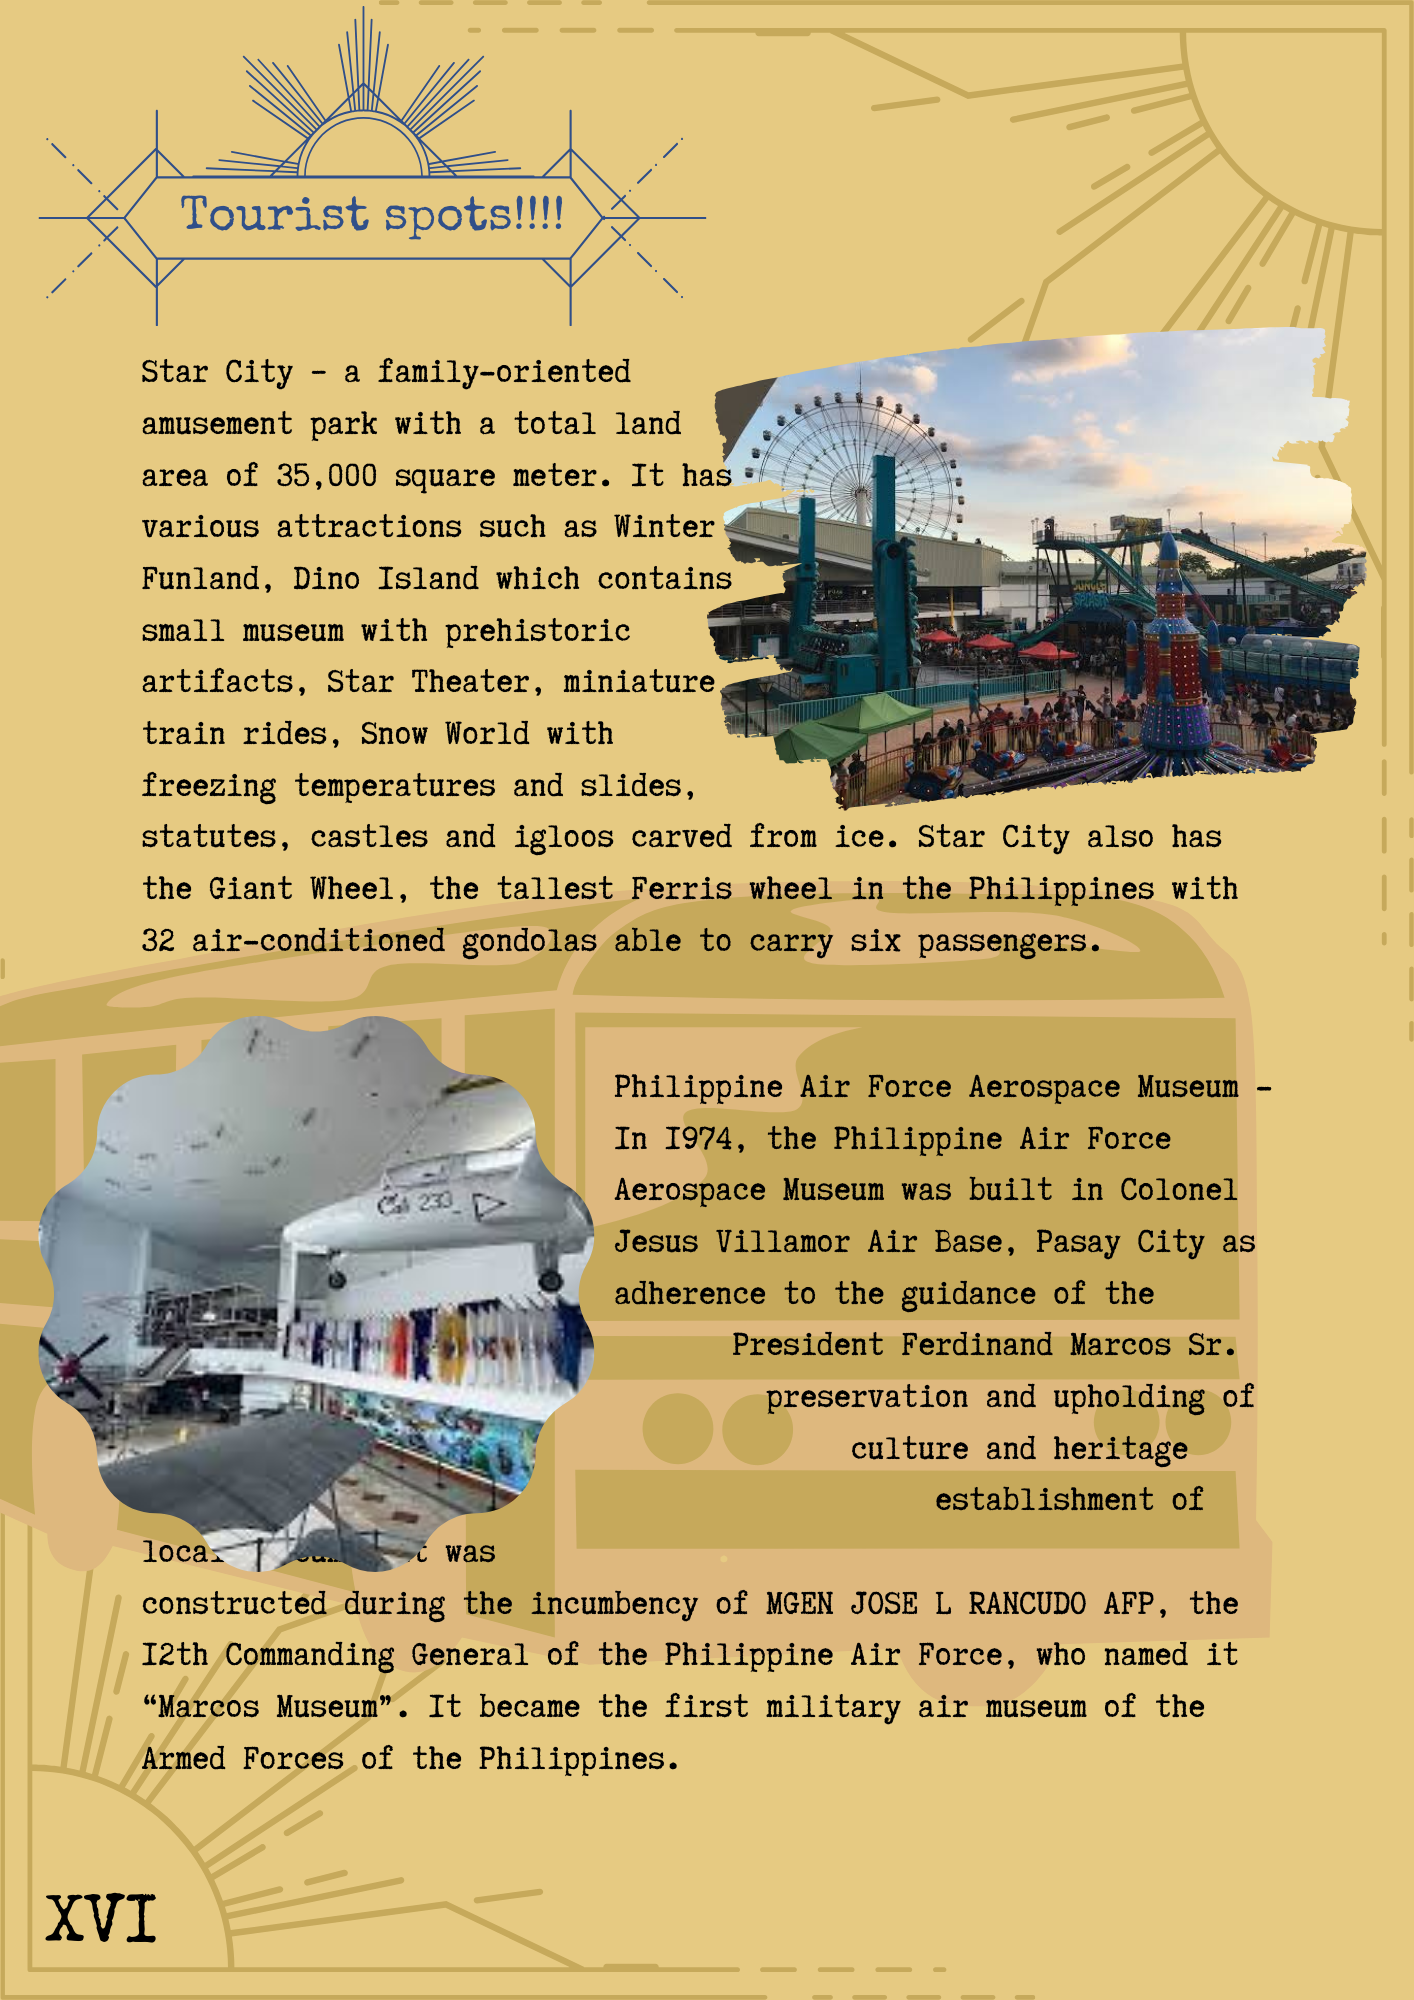 Tourist spots!!!!
Star City - a family-oriented
amusement park with a total land
area of 35,000 square meter. It has
various attractions such as Winter
Funland, Dino Island which contains
small museum with prehistoric
artifacts, Star Theater, miniature
train rides, Snow World with
freezing temperatures and slides,
statutes, castles and igloos carved from ice. Star City also has
the Giant Wheel, the tallest Ferris wheel in the Philippines with
32 air-conditioned gondolas able to carry six passengers.
Philippine Air Force Aerospace Museum -
In 1974, the Philippine Air Force
Aerospace Museum was built in Colonel
Jesus Villamor Air Base, Pasay City as
adherence to the guidance of the
President Ferdinand Marcos Sr.
preservation and upholding of
culture and heritage
establishment of
was
constructed during the incumbency of MGEN JOSE L RANCUDO AFP, the
12th Commanding General of the Philippine Air Force, who named it
“Marcos Museum”. It became the first military air museum of the
Armed Forces of the Philippines.
XVI